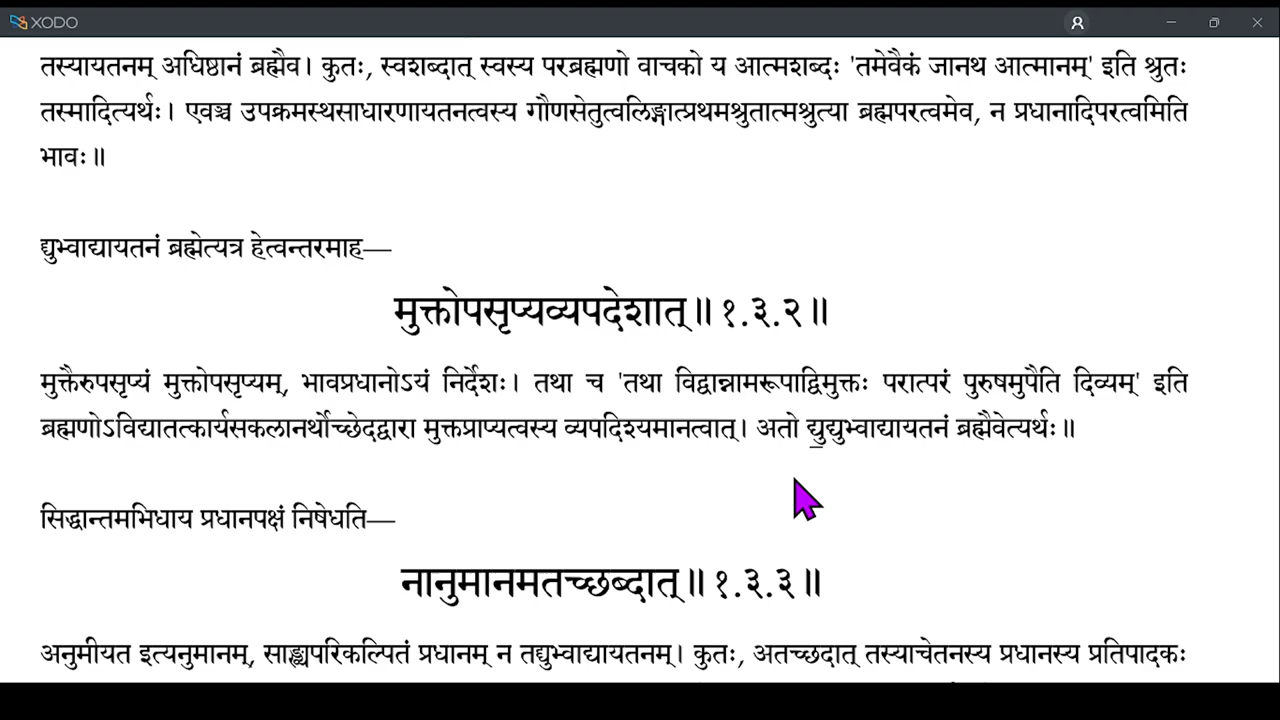 XODO
तस्यायतनम् अधिष्ठानं ब्रह्मैव। कुतः, स्वशब्दात् स्वस्य परब्रह्मणो वाचको य आत्मशब्दः 'तमेवैकं जानथ आत्मानम्' इति श्रुतः
तस्मादित्यर्थः। एवञ्च उपक्रमस्थसाधारणायतनत्वस्य गौणसेतुत्वलिङ्गात्प्रथमश्रुतात्मश्रुत्या ब्रह्मपरत्वमेव, न प्रधानादिपरत्वमिति
भावः॥
द्युभ्वाद्यायतनं ब्रह्मेत्यत्र हेत्वन्तरमाह—
मुक्तोपसृप्यव्यपदेशात्॥ १.३.२॥
मुक्तैरुपसृप्यं मुक्तोपसृप्यम्, भावप्रधानोऽयं निर्देशः। तथा च 'तथा विद्वान्नामरूपाद्विमुक्तः परात्परं पुरुषमुपैति दिव्यम्' इति
ब्रह्मणोऽविद्यातत्कार्यसकलानर्थोच्छेदद्वारा मुक्तप्राप्यत्वस्य व्यपदिश्यमानत्वात्। अतो द्युद्युभ्वाद्यायतनं ब्रह्मैवेत्यर्थः॥
सिद्धान्तमभिधाय प्रधानपक्षं निषेधति—
नानुमानमतच्छब्दात्॥ १.३.३॥
अनुमीयत इत्यनुमानम्, साङ्ख्यपरिकल्पितं प्रधानम् न तद्युभ्वाद्यायतनम्। कुतः, अतच्छदात् तस्याचेतनस्य प्रधानस्य प्रतिपादकः